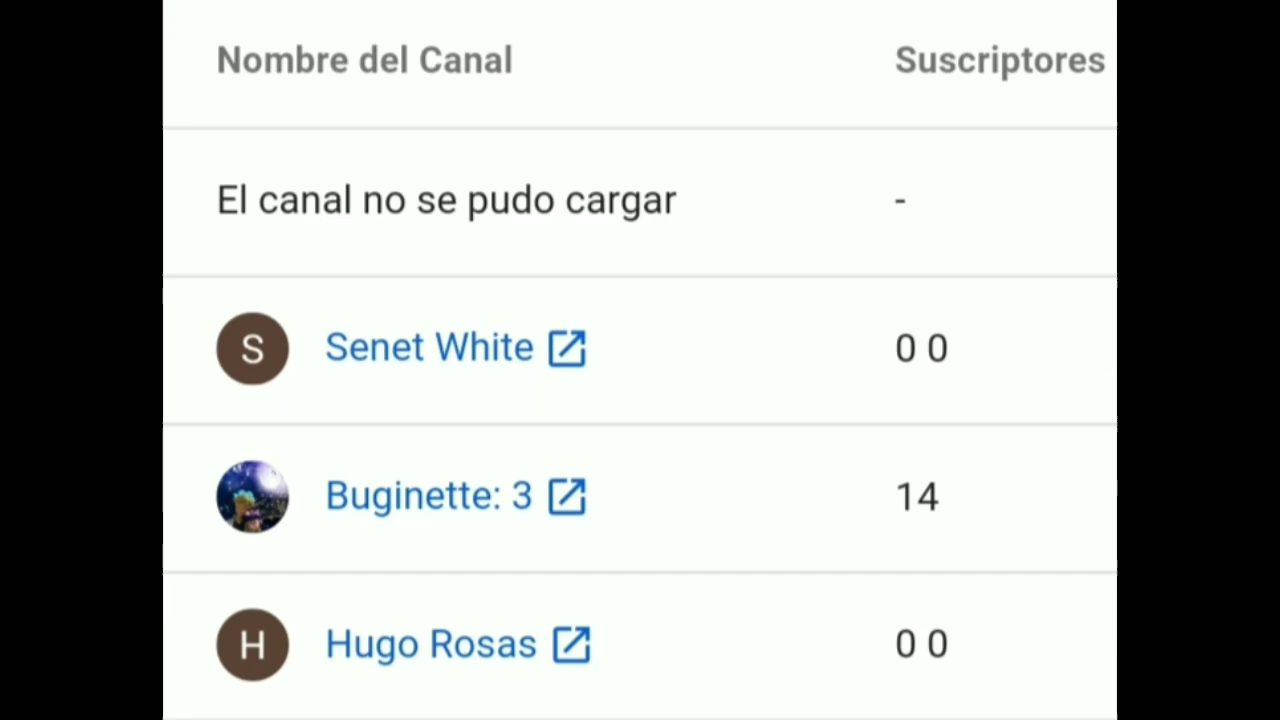 Nombre del Canal Suscriptores
El canal no se pudo cargar -
S Senet White 0 0
Buginette: 3 14
H Hugo Rosas 0 0